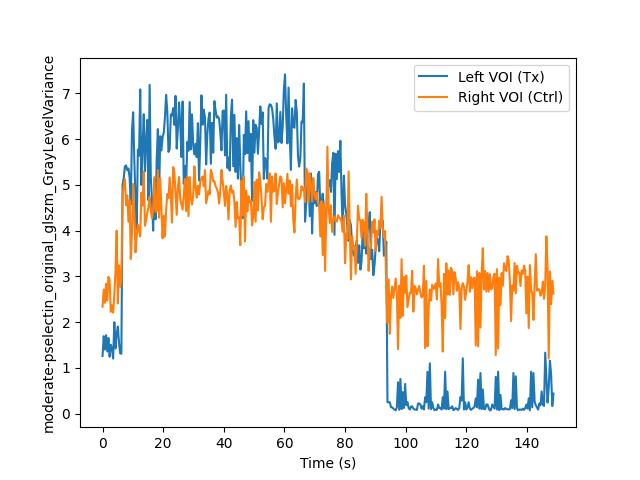 Left VOI (Tx)
Right VOI (Ctrl)
moderate-pselectin_original_glszm_GrayLevelVariance
7
6
5
4
3
2
1
0
0 20 40 60 80 100 120 140
Time (s)